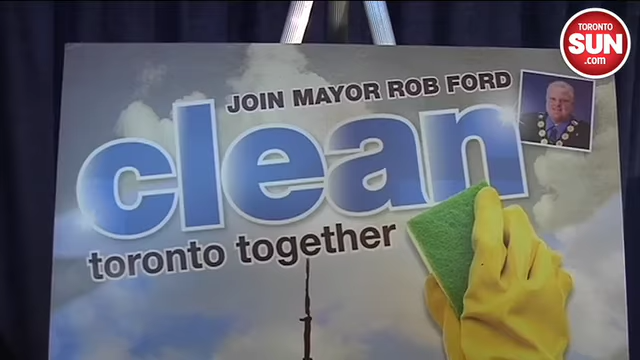 TORONTO
SUN
.com
JOIN MAYOR ROB FORD
clean
toronto together